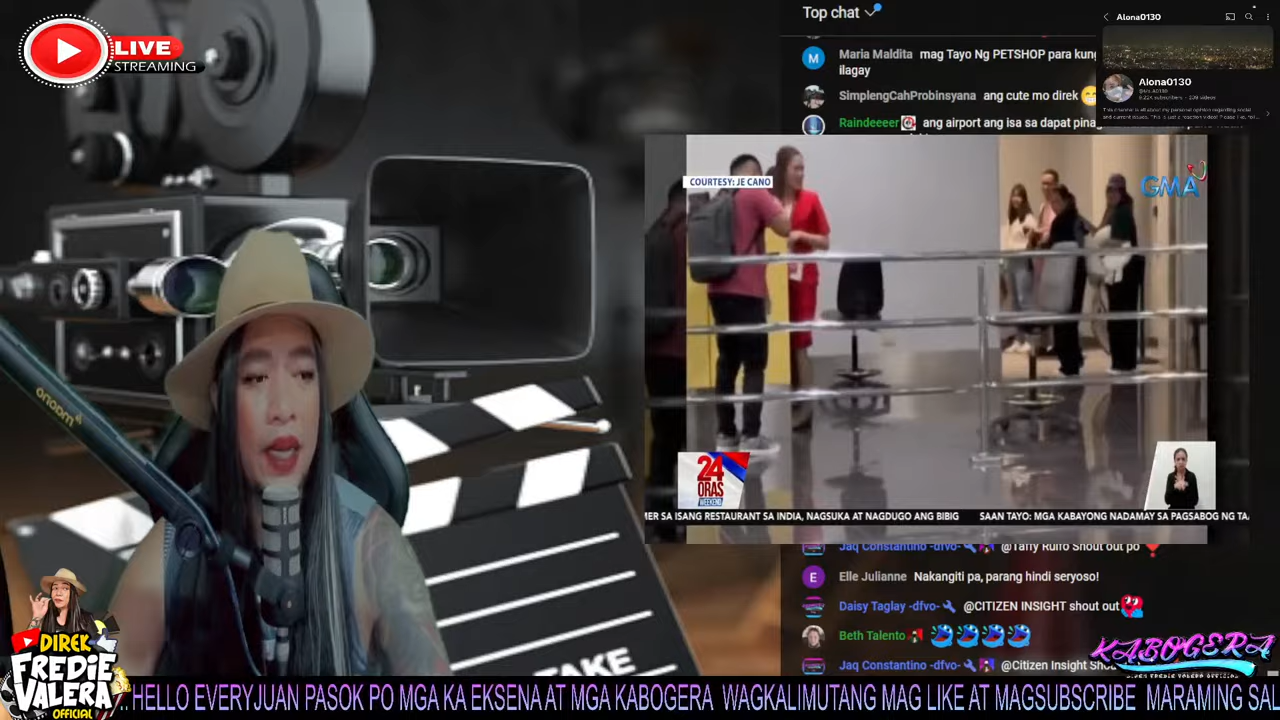 LIVE
STREAMING
maono
Top chat
Maria Maldita mag Tayo Ng PETSHOP para kung
ilagay
SimplengCahProbinsyana ang cute mo direk
Raindeeeer ang airport ang isa sa dapat pinag
Alona0130
Alona0130
COURTESY: JE CANO
GMA
24
ORAS
WEEKEND
MER SA ISANG RESTAURANT SA INDIA, NAGSUKA AT NAGDUGO ANG BIBIG SAAN TAYO: MGA KABAYONG NADAMAY SA PAGSABOG NG TA
Jaq Constantino -dfvo- @Taffy Rulfo Shout out po
E Elle Julianne Nakangiti pa, parang hindi seryoso!
Daisy Taglay -dfvo- @CITIZEN INSIGHT shout out
Beth Talento
Jaq Constantino -dfvo- @Citizen Insight Shou
TAKE
DIREK
FREDIE
VALERA
OFFICIAL
KABOGERA
HELLO EVERYJUAN PASOK PO MGA KA EKSENA AT MGA KABOGERA WAGKALIMUTANG MAG LIKE AT MAGSUBSCRIBE MARAMING SAL